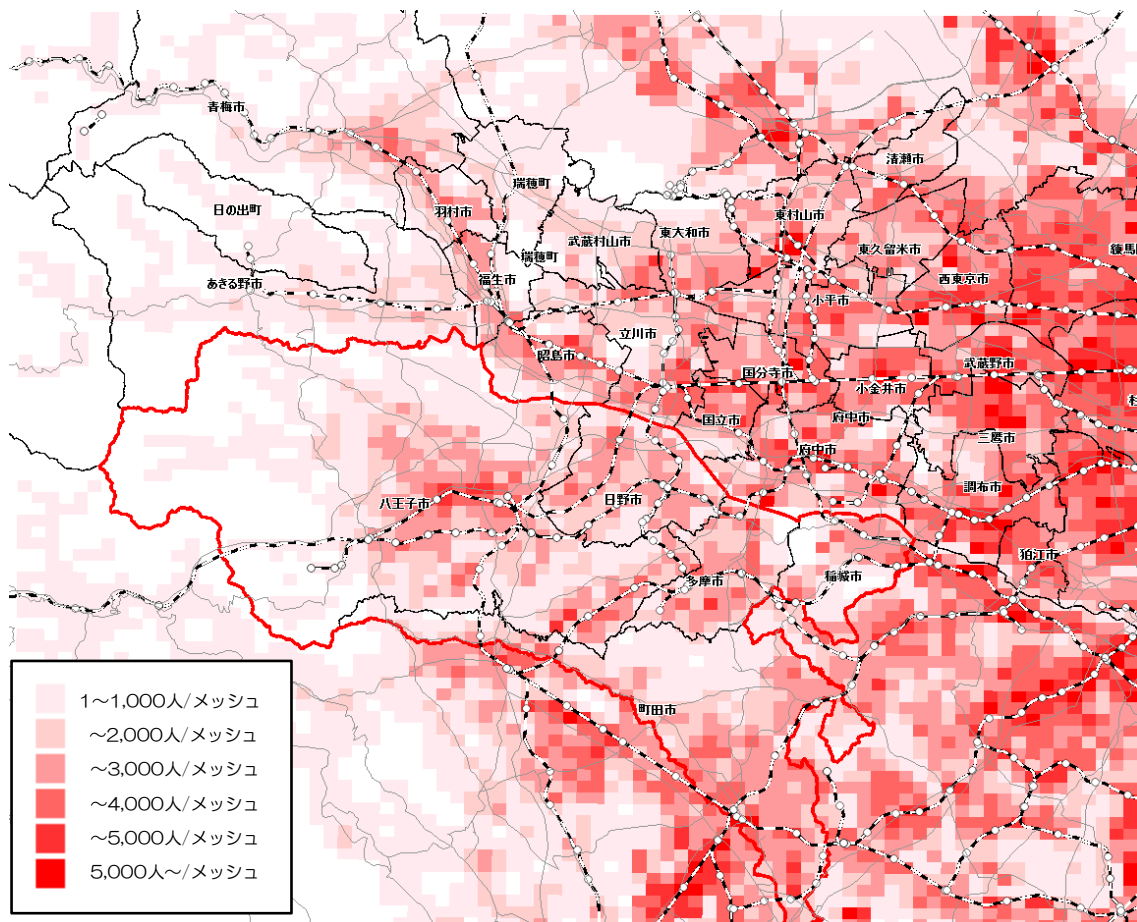 青梅市
清瀬市
瑞穂町
日の出町
羽村市
東村山市
東大和市
武蔵村山市
東久留米市
練馬
瑞穂町
福生市
西東京市
あきる野市
小平市
立川市
昭島市
武蔵野市
国分寺市
小金井市
杉
国立市
府中市
三鷹市
府中市
調布市
八王子市
日野市
狛江市
多摩市
稲城市
町田市
1～1,000人/メッシュ
～2,000人/メッシュ
～3,000人/メッシュ
～4,000人/メッシュ
～5,000人/メッシュ
5,000人～/メッシュ